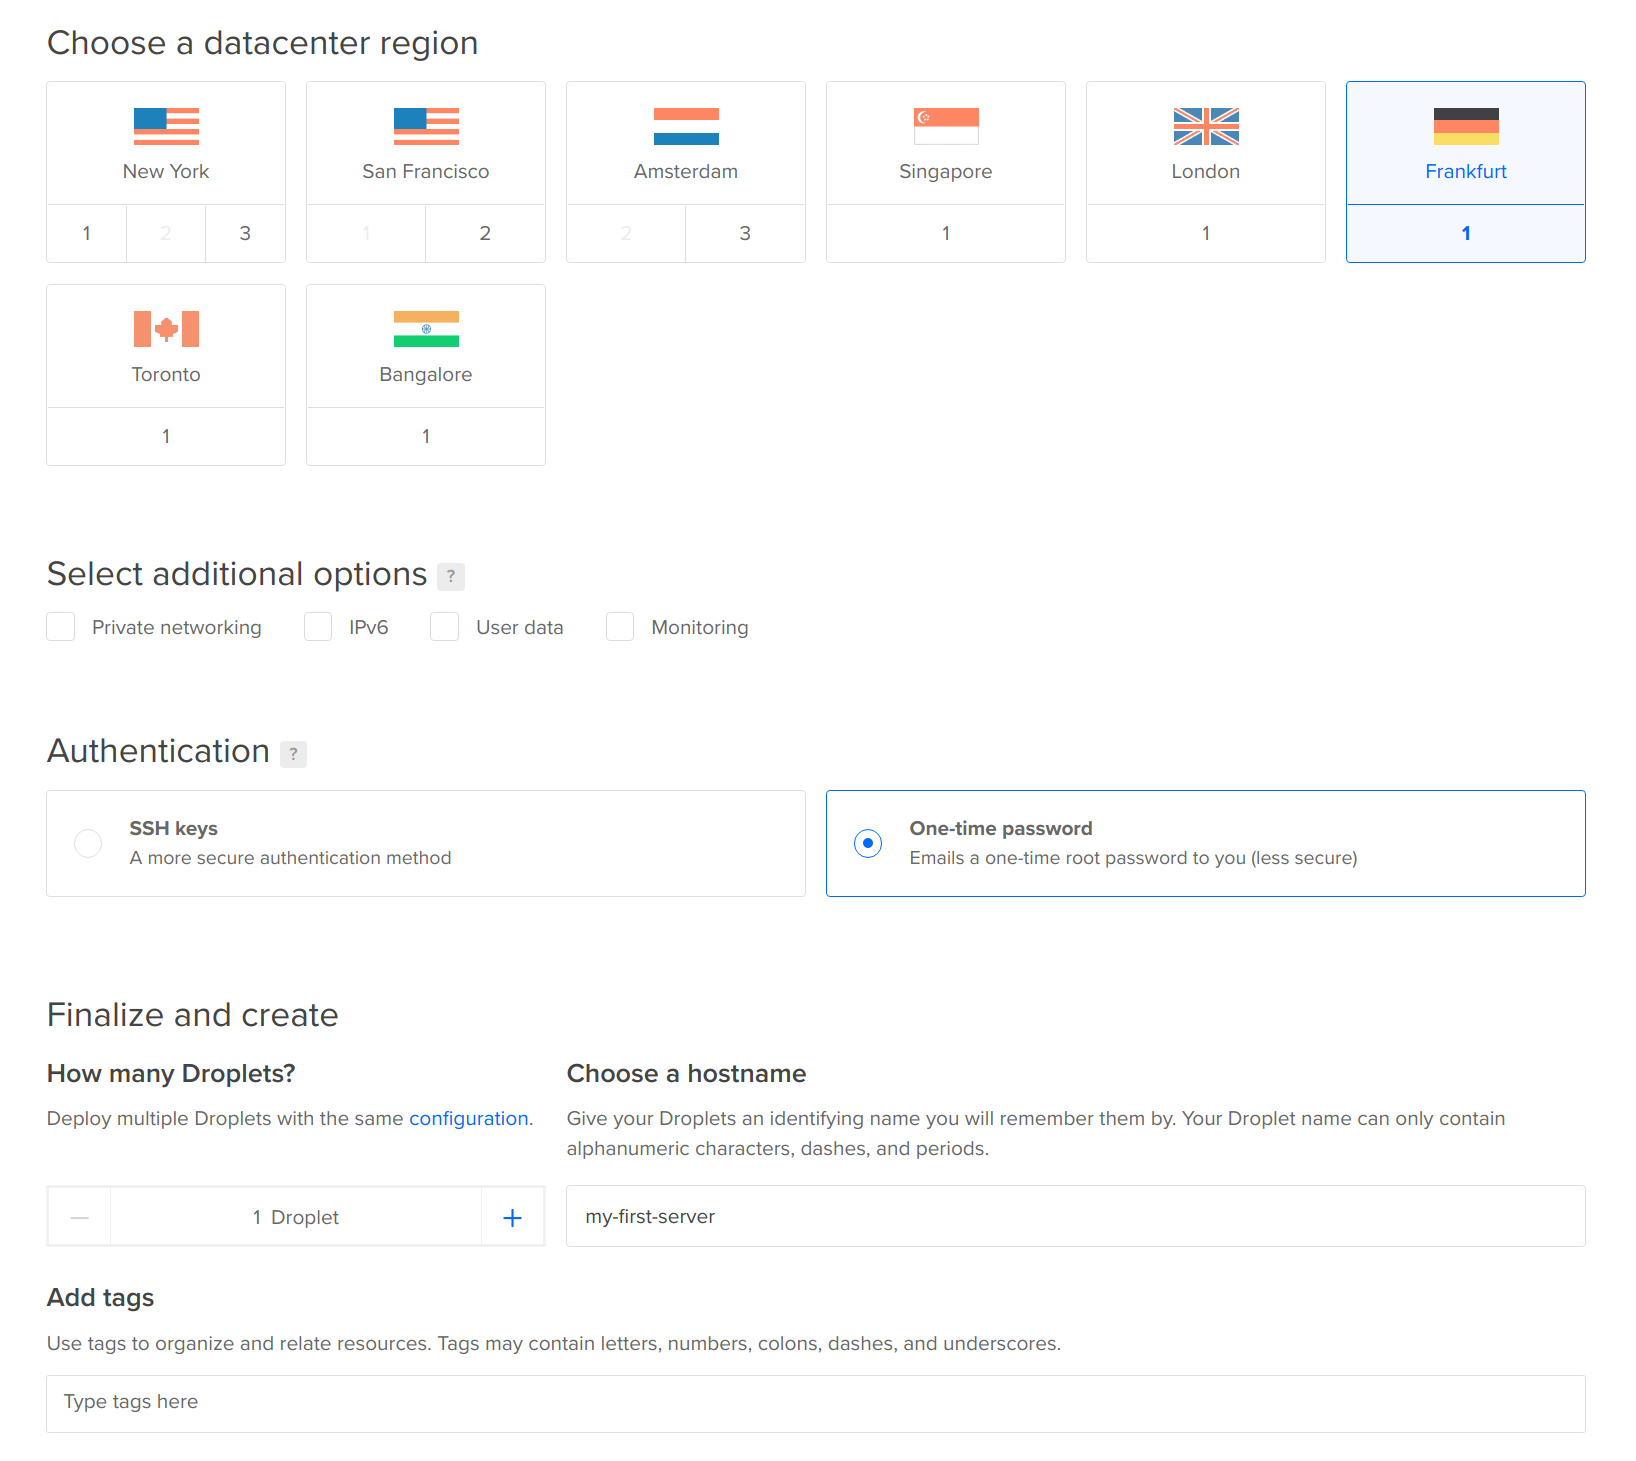 Choose a datacenter region
New York
San Francisco
Amsterdam
Singapore
London
Frankfurt
1 2 3
1 2
2 3
1
1
1
Toronto
Bangalore
1
1
Select additional options ?
Private networking
IPv6
User data
Monitoring
Authentication ?
SSH keys
A more secure authentication method
One-time password
Emails a one-time root password to you (less secure)
Finalize and create
How many Droplets?
Deploy multiple Droplets with the same configuration.
1 Droplet
Choose a hostname
Give your Droplets an identifying name you will remember them by. Your Droplet name can only contain
alphanumeric characters, dashes, and periods.
my-first-server
Add tags
Use tags to organize and relate resources. Tags may contain letters, numbers, colons, dashes, and underscores.
Type tags here